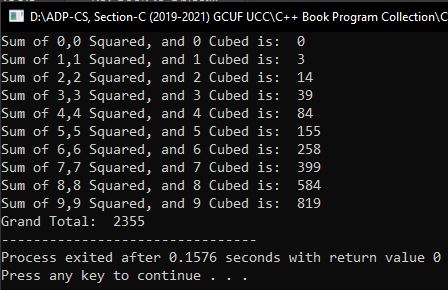 D:\ADP-CS, Section-C (2019-2021) GCUF UCC\C++ Book Program Collection\C
Sum of 0,0 Squared, and 0 Cubed is:  0
Sum of 1,1 Squared, and 1 Cubed is:  3
Sum of 2,2 Squared, and 2 Cubed is:  14
Sum of 3,3 Squared, and 3 Cubed is:  39
Sum of 4,4 Squared, and 4 Cubed is:  84
Sum of 5,5 Squared, and 5 Cubed is:  155
Sum of 6,6 Squared, and 6 Cubed is:  258
Sum of 7,7 Squared, and 7 Cubed is:  399
Sum of 8,8 Squared, and 8 Cubed is:  584
Sum of 9,9 Squared, and 9 Cubed is:  819
Grand Total:  2355
--------------------------------
Process exited after 0.1576 seconds with return value 0
Press any key to continue . . .